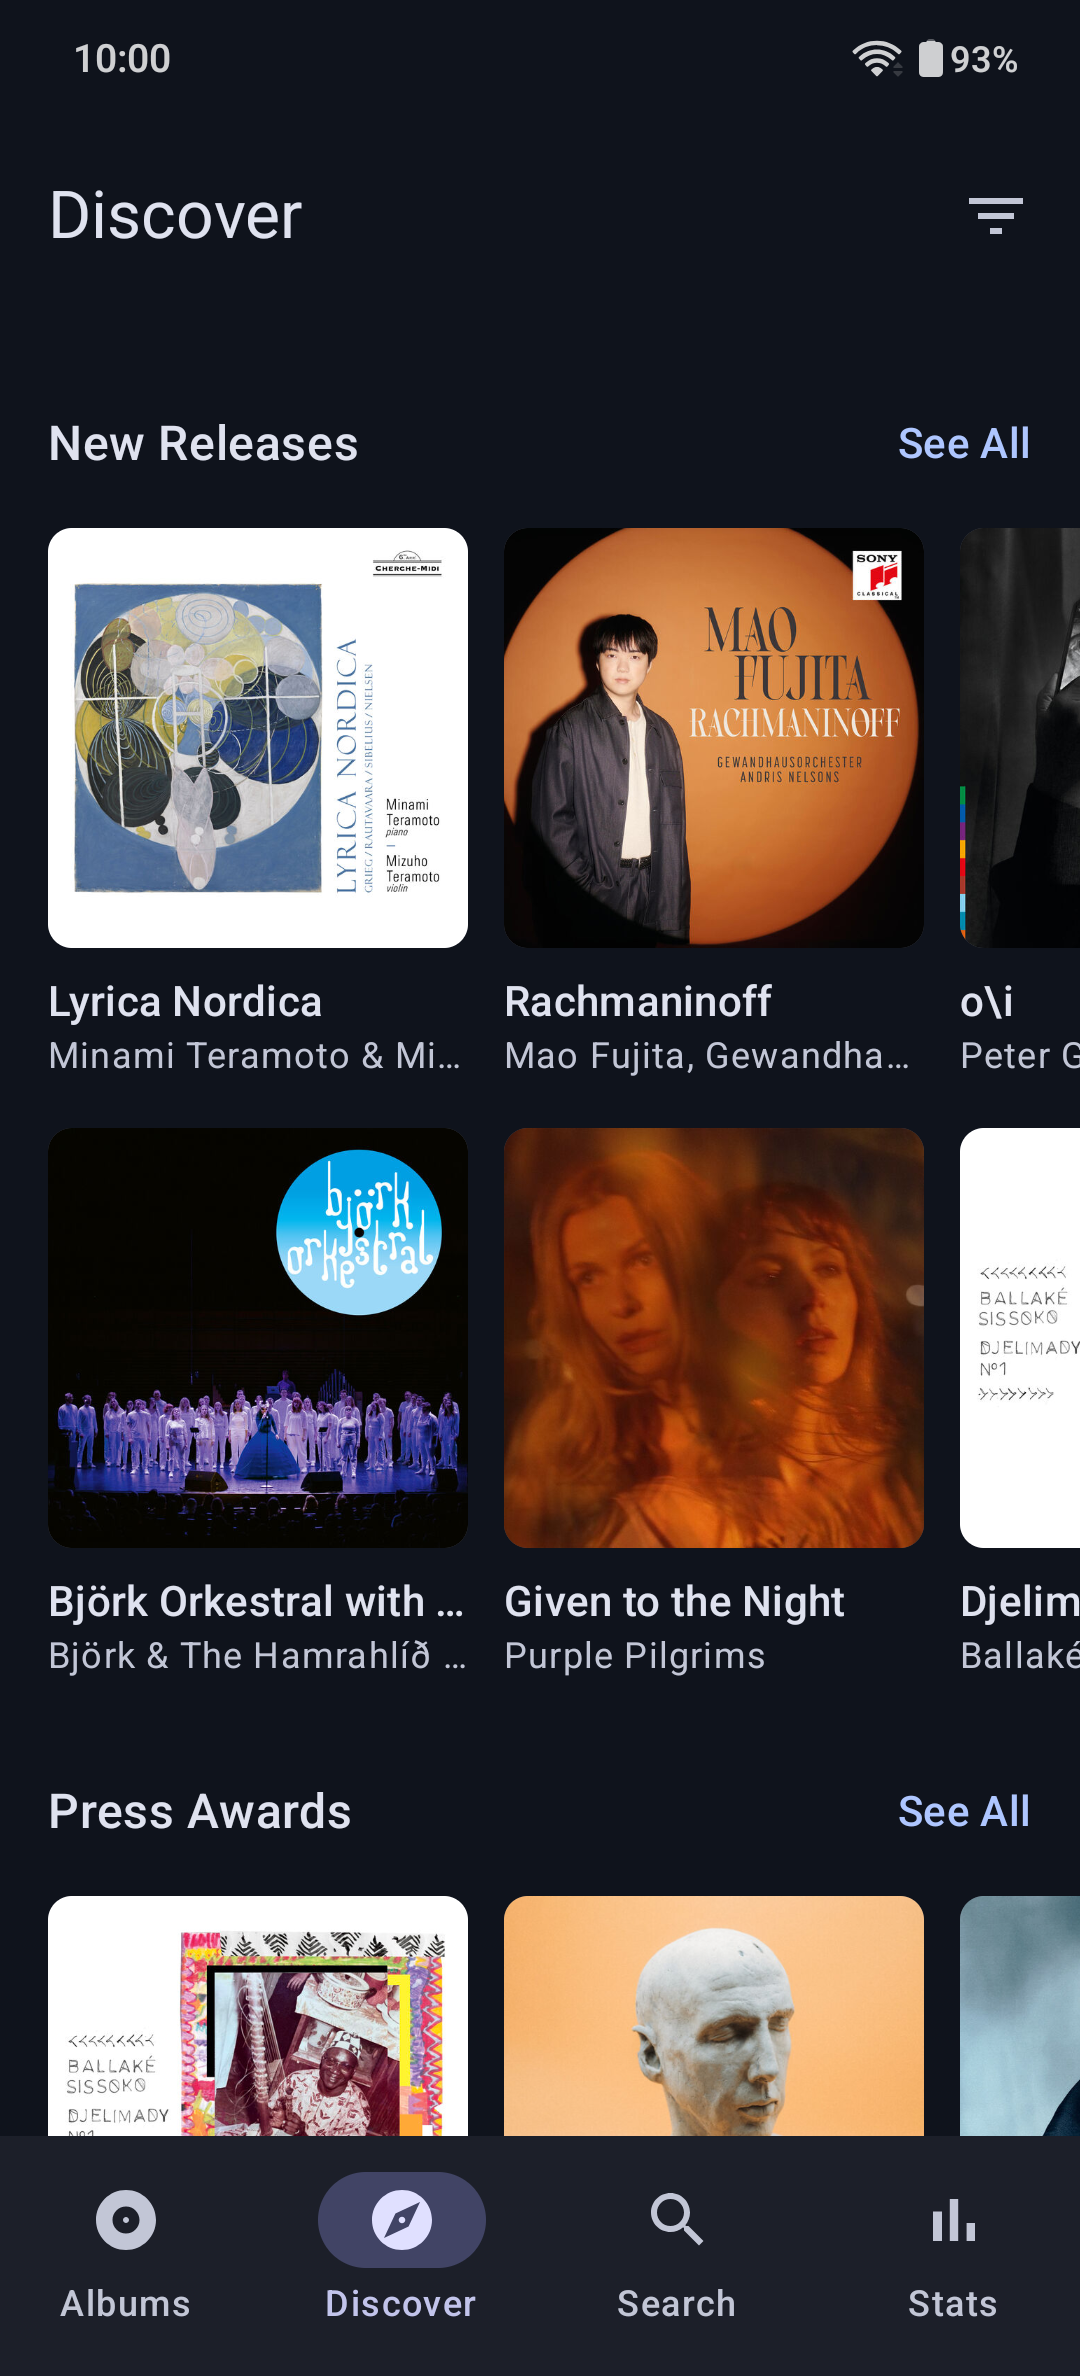 10:00
93%
Discover
New Releases
See All
CHERCHE-MIDI
LYRICA NORDICA
GRIEG / RAUTAVAARA / SIBELIUS / NIELSEN
Minami
Teramoto
piano
Mizuho
Teramoto
violin
SONY
CLASSICAL
MAO
FUJITA
RACHMANINOFF
GEWANDHAUSORCHESTER
ANDRIS NELSONS
Lyrica Nordica
Minami Teramoto & Mi…
Rachmaninoff
Mao Fujita, Gewandha…
o\i
Peter G
björk
orkestral
BALLAKÉ
SISSOKO
DJELIMADY
Nº1
Björk Orkestral with …
Björk & The Hamrahlíð …
Given to the Night
Purple Pilgrims
Djelim
Ballaké
Press Awards
See All
BALLAKÉ
SISSOKO
DJELIMADY
Nº1
Albums
Discover
Search
Stats